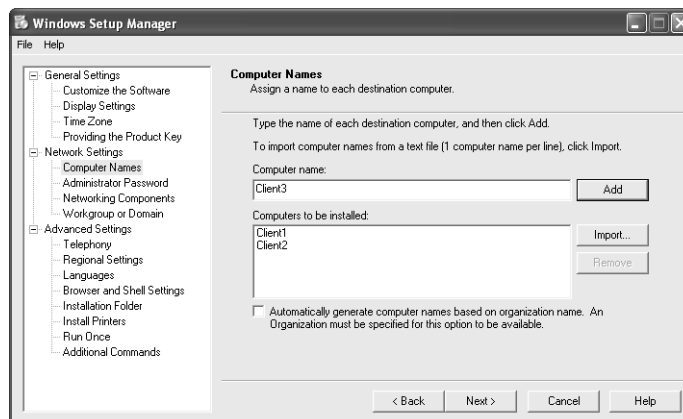 Windows Setup Manager
File Help
General Settings
Customize the Software
Display Settings
Time Zone
Providing the Product Key
Network Settings
Computer Names
Administrator Password
Networking Components
Workgroup or Domain
Advanced Settings
Telephony
Regional Settings
Languages
Browser and Shell Settings
Installation Folder
Install Printers
Run Once
Additional Commands
Computer Names
Assign a name to each destination computer.
Type the name of each destination computer, and then click Add.
To import computer names from a text file (1 computer name per line), click Import.
Computer name:
Client3
Add
Computers to be installed:
Client1
Client2
Import...
Remove
Automatically generate computer names based on organization name. An
Organization must be specified for this option to be available.
< Back
Next >
Cancel
Help